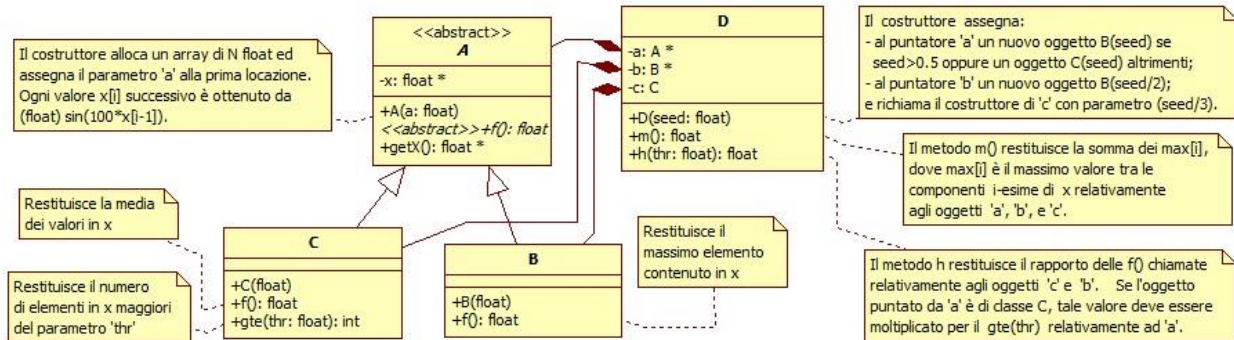 Il costruttore alloca un array di N float ed
assegna il parametro 'a' alla prima locazione.
Ogni valore x[i] successivo è ottenuto da
(float) sin(100*x[i-1]).
<<abstract>>
A
-x: float *
+A(a: float)
<<abstract>>+f(): float
+getX(): float *
D
-a: A *
-b: B *
-c: C
+D(seed: float)
+m(): float
+h(thr: float): float
Il costruttore assegna:
- al puntatore 'a' un nuovo oggetto B(seed) se
seed>0.5 oppure un oggetto C(seed) altrimenti;
- al puntatore 'b' un nuovo oggetto B(seed/2);
e richiama il costruttore di 'c' con parametro (seed/3).
Il metodo m() restituisce la somma dei max[i],
dove max[i] è il massimo valore tra le
componenti i-esime di x relativamente
agli oggetti 'a', 'b', e 'c'.
Restituisce la media
dei valori in x
Restituisce il numero
di elementi in x maggiori
del parametro 'thr'
C
+C(float)
+f(): float
+gte(thr: float): int
B
+B(float)
+f(): float
Restituisce il
massimo elemento
contenuto in x
Il metodo h restituisce il rapporto delle f() chiamate
relativamente agli oggetti 'c' e 'b'. Se l'oggetto
puntato da 'a' è di classe C, tale valore deve essere
moltiplicato per il gte(thr) relativamente ad 'a'.